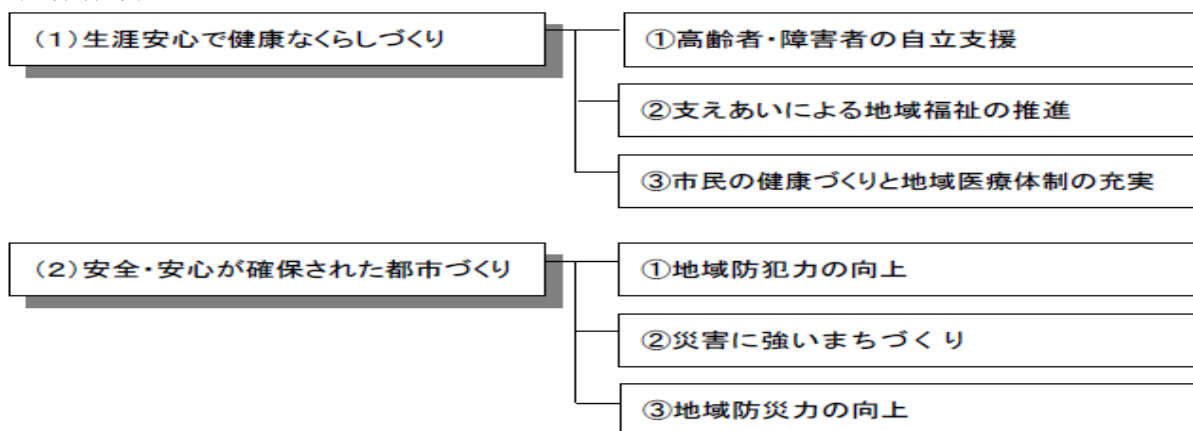 (1)生涯安心で健康なくらしづくり
①高齢者・障害者の自立支援
②支えあいによる地域福祉の推進
③市民の健康づくりと地域医療体制の充実
(2)安全・安心が確保された都市づくり
①地域防犯力の向上
②災害に強いまちづくり
③地域防災力の向上